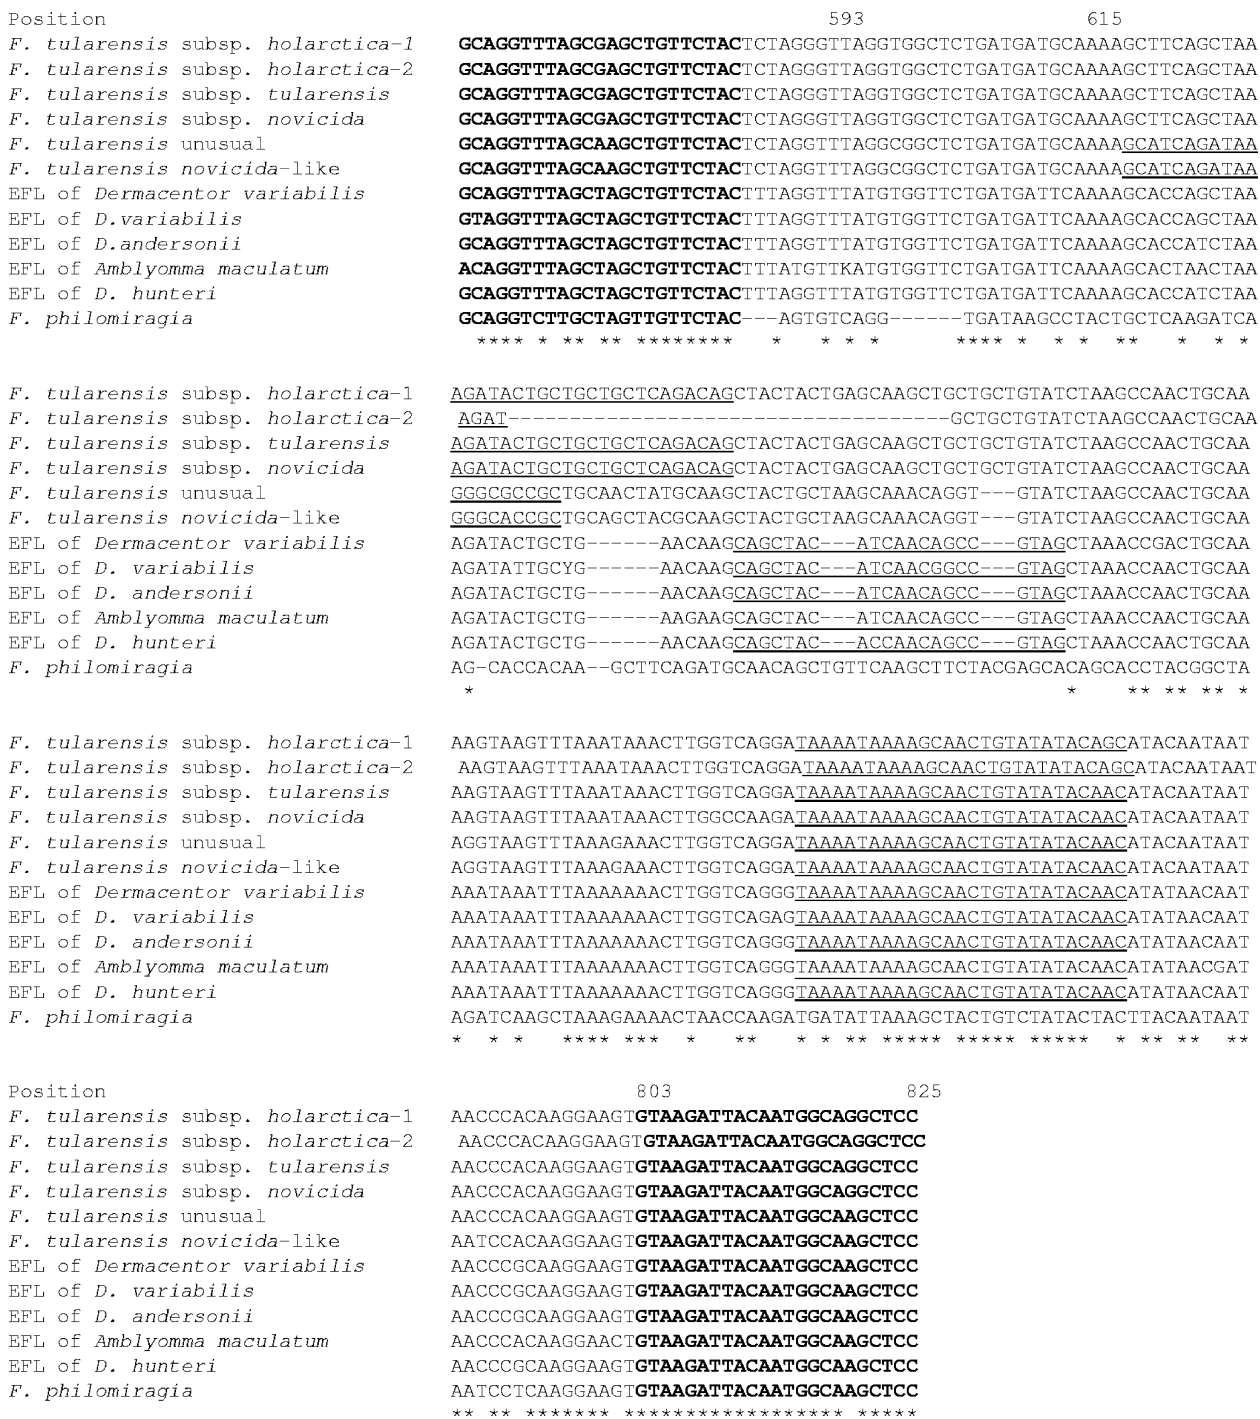 Position 593 615
F. tularensis subsp. holarctica-1 GCAGGTTTAGCGAGCTGTTCTACTCTAGGGTTAGGTGGCTCTGATGATGCAAAAGCTTCAGCTAA
F. tularensis subsp. holarctica-2 GCAGGTTTAGCGAGCTGTTCTACTCTAGGGTTAGGTGGCTCTGATGATGCAAAAGCTTCAGCTAA
F. tularensis subsp. tularensis GCAGGTTTAGCGAGCTGTTCTACTCTAGGGTTAGGTGGCTCTGATGATGCAAAAGCTTCAGCTAA
F. tularensis subsp. novicida GCAGGTTTAGCGAGCTGTTCTACTCTAGGGTTAGGTGGCTCTGATGATGCAAAAGCTTCAGCTAA
F. tularensis unusual GCAGGTTTAGCAAGCTGTTCTACTCTAGGGTTAGGCGGCTCTGATGATGCAAAAGCATCAGATAA
F. tularensis novicida-like GCAGGTTTAGCAAGCTGTTCTACTCTAGGGTTAGGCGGCTCTGATGATGCAAAAGCATCAGATAA
EFL of Dermacentor variabilis GCAGGTTTAGCTAGCTGTTCTACTTTAGGTTTATGTGGTTCTGATGATTCAAAAGCACCAGCTAA
EFL of D.variabilis GTAGGTTTAGCTAGCTGTTCTACTTTAGGTTTATGTGGTTCTGATGATTCAAAAGCACCAGCTAA
EFL of D.andersonii GCAGGTTTAGCTAGCTGTTCTACTTTAGGTTTATGTGGTTCTGATGATTCAAAAGCACCATCTAA
EFL of Amblyomma maculatum ACAGGTTTAGCTAGCTGTTCTACTTTATGTTKATGTGGTTCTGATGATTCAAAAGCACTAACTAA
EFL of D. hunteri GCAGGTTTAGCTAGCTGTTCTACTTTAGGTTTATGTGGTTCTGATGATTCAAAAGCACCATCTAA
F. philomiragia GCAGGTCTTGCTAGTTGTTCTAC---AGTGTCAGG------TGATAAGCCTACTGCTCAAGATCA
**** * ** ** ******** * * * * **** * * ** * * *
F. tularensis subsp. holarctica-1 AGATACTGCTGCTGCTCAGACAGCTACTACTGAGCAAGCTGCTGCTGTATCTAAGCCAACTGCAA
F. tularensis subsp. holarctica-2 AGAT------------------------------------GCTGCTGTATCTAAGCCAACTGCAA
F. tularensis subsp. tularensis AGATACTGCTGCTGCTCAGACAGCTACTACTGAGCAAGCTGCTGCTGTATCTAAGCCAACTGCAA
F. tularensis subsp. novicida AGATACTGCTGCTGCTCAGACAGCTACTACTGAGCAAGCTGCTGCTGTATCTAAGCCAACTGCAA
F. tularensis unusual GGGCGCCGCTGCAACTATGCAAGCTACTGCTAAGCAAACAGGT---GTATCTAAGCCAACTGCAA
F. tularensis novicida-like GGGCACCGCTGCAGCTACGCAAGCTACTGCTAAGCAAACAGGT---GTATCTAAGCCAACTGCAA
EFL of Dermacentor variabilis AGATACTGCTG------AACAAGCAGCTAC---ATCAACAGCC---GTAGCTAAACCGACTGCAA
EFL of D. variabilis AGATATTGCYG------AACAAGCAGCTAC---ATCAACGGCC---GTAGCTAAACCAACTGCAA
EFL of D. andersonii AGATACTGCTG------AACAAGCAGCTAC---ATCAACAGCC---GTAGCTAAACCAACTGCAA
EFL of Amblyomma maculatum AGATACTGCTG------AAGAAGCAGCTAC---ATCAACAGCC---GTAGCTAAACCAACTGCAA
EFL of D. hunteri AGATACTGCTG------AACAAGCAGCTAC---ACCAACAGCC---GTAGCTAAACCAACTGCAA
F. philomiragia AG-CACCACAA--GCTTCAGATGCAACAGCTGTTCAAGCTTCTACGAGCACAGCACCTACGGCTA
* * ** ** ** *
F. tularensis subsp. holarctica-1 AAGTAAGTTTAAATAAACTTGGTCAGGATAAAATAAAAGCAACTGTATATACAGCATACAATAAT
F. tularensis subsp. holarctica-2 AAGTAAGTTTAAATAAACTTGGTCAGGATAAAATAAAAGCAACTGTATATACAGCATACAATAAT
F. tularensis subsp. tularensis AAGTAAGTTTAAATAAACTTGGTCAGGATAAAATAAAAGCAACTGTATATACAACATACAATAAT
F. tularensis subsp. novicida AAGTAAGTTTAAATAAACTTGGCCAAGATAAAATAAAAGCAACTGTATATACAACATACAATAAT
F. tularensis unusual AGGTAAGTTTAAAGAAACTTGGTCAGGATAAAATAAAAGCAACTGTATATACAACATACAATAAT
F. tularensis novicida-like AGGTAAGTTTAAAGAAACTTGGTCAGGATAAAATAAAAGCAACTGTATATACAACATACAATAAT
EFL of Dermacentor variabilis AAATAAATTTAAAAAAACTTGGTCAGGGTAAAATAAAAGCAACTGTATATACAACATATAACAAT
EFL of D. variabilis AAATAAATTTAAAAAAACTTGGTCAGAGTAAAATAAAAGCAACTGTATATACAACATATAACAAT
EFL of D. andersonii AAATAAATTTAAAAAAACTTGGTCAGGGTAAAATAAAAGCAACTGTATATACAACATATAACAAT
EFL of Amblyomma maculatum AAATAAATTTAAAAAAACTTGGTCAGGGTAAAATAAAAGCAACTGTATATACAACATATAACGAT
EFL of D. hunteri AAATAAATTTAAAAAAACTTGGTCAGGGTAAAATAAAAGCAACTGTATATACAACATATAACAAT
F. philomiragia AGATCAAGCTAAAGAAAACTAACCAAGATGATATTAAAGCTACTGTCTATACTACTTACAATAAT
* * * **** *** * ** * * ** ***** ***** ***** * ** ** **
Position 803 825
F. tularensis subsp. holarctica-1 AACCCACAAGGAAGTGTAAGATTACAATGGCAGGCTCC
F. tularensis subsp. holarctica-2 AACCCACAAGGAAGTGTAAGATTACAATGGCAGGCTCC
F. tularensis subsp. tularensis AACCCACAAGGAAGTGTAAGATTACAATGGCAGGCTCC
F. tularensis subsp. novicida AACCCACAAGGAAGTGTAAGATTACAATGGCAGGCTCC
F. tularensis unusual AACCCACAAGGAAGTGTAAGATTACAATGGCAAGCTCC
F. tularensis novicida-like AATCCACAAGGAAGTGTAAGATTACAATGGCAAGCTCC
EFL of Dermacentor variabilis AACCCGCAAGGAAGTGTAAGATTACAATGGCAAGCTCC
EFL of D. variabilis AACCCGCAAGGAAGTGTAAGATTACAATGGCAAGCTCC
EFL of D. andersonii AACCCGCAAGGAAGTGTAAGATTACAATGGCAAGCTCC
EFL of Amblyomma maculatum AACCCACAAGGAACTGTAAGATTACAATGGCAAGCTCC
EFL of D. hunteri AACCCGCAAGGAAGTGTAAGATTACAATGGCAAGCTCC
F. philomiragia AATCCTCAAGGAAGTGTAAGATTACAATGGCAAGCTCC
** ** ******* ****************** *****